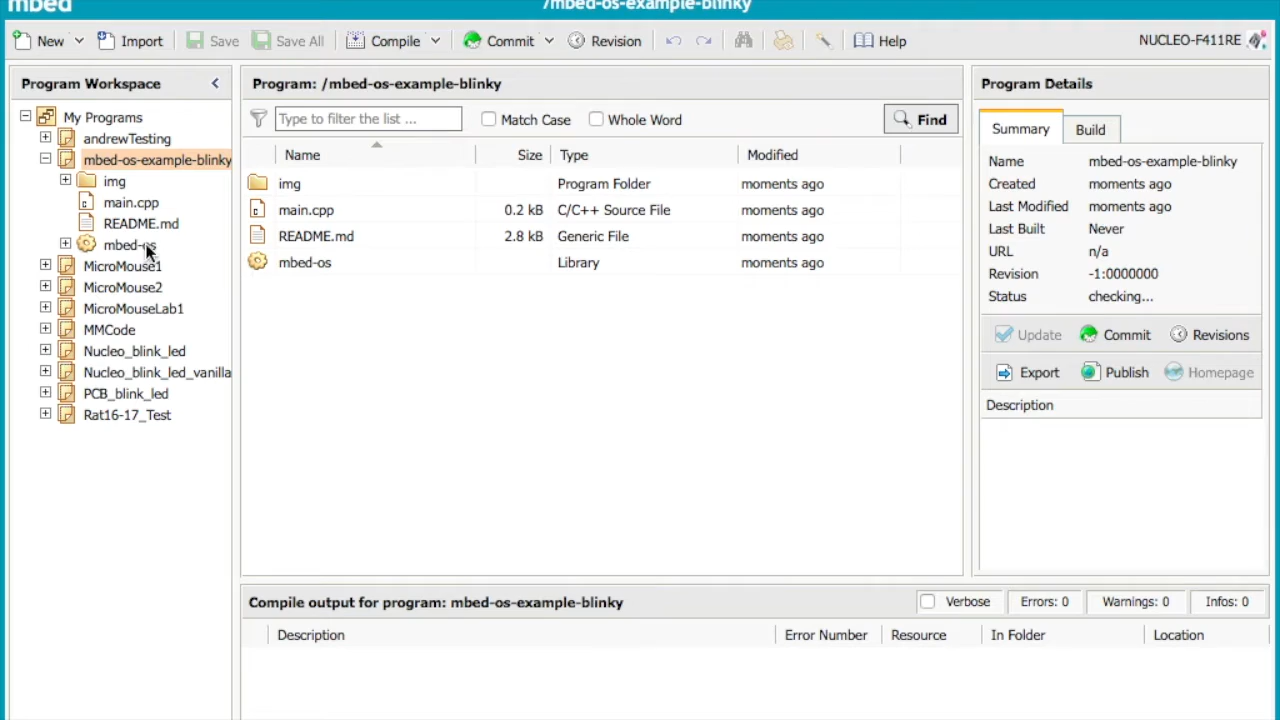 mbed
/mbed-os-example-blinky
New Import Save Save All Compile Commit Revision Help NUCLEO-F411RE
Program Workspace
My Programs
andrewTesting
mbed-os-example-blinky
img
main.cpp
README.md
mbed-os
MicroMouse1
MicroMouse2
MicroMouseLab1
MMCode
Nucleo_blink_led
Nucleo_blink_led_vanilla
PCB_blink_led
Rat16-17_Test
Program: /mbed-os-example-blinky
Type to filter the list ... Match Case Whole Word Find
Name Size Type Modified
img Program Folder moments ago
main.cpp 0.2 kB C/C++ Source File moments ago
README.md 2.8 kB Generic File moments ago
mbed-os Library moments ago
Program Details
Summary Build
Name mbed-os-example-blinky
Created moments ago
Last Modified moments ago
Last Built Never
URL n/a
Revision -1:0000000
Status checking...
Update Commit Revisions
Export Publish Homepage
Description
Compile output for program: mbed-os-example-blinky Verbose Errors: 0 Warnings: 0 Infos: 0
Description Error Number Resource In Folder Location